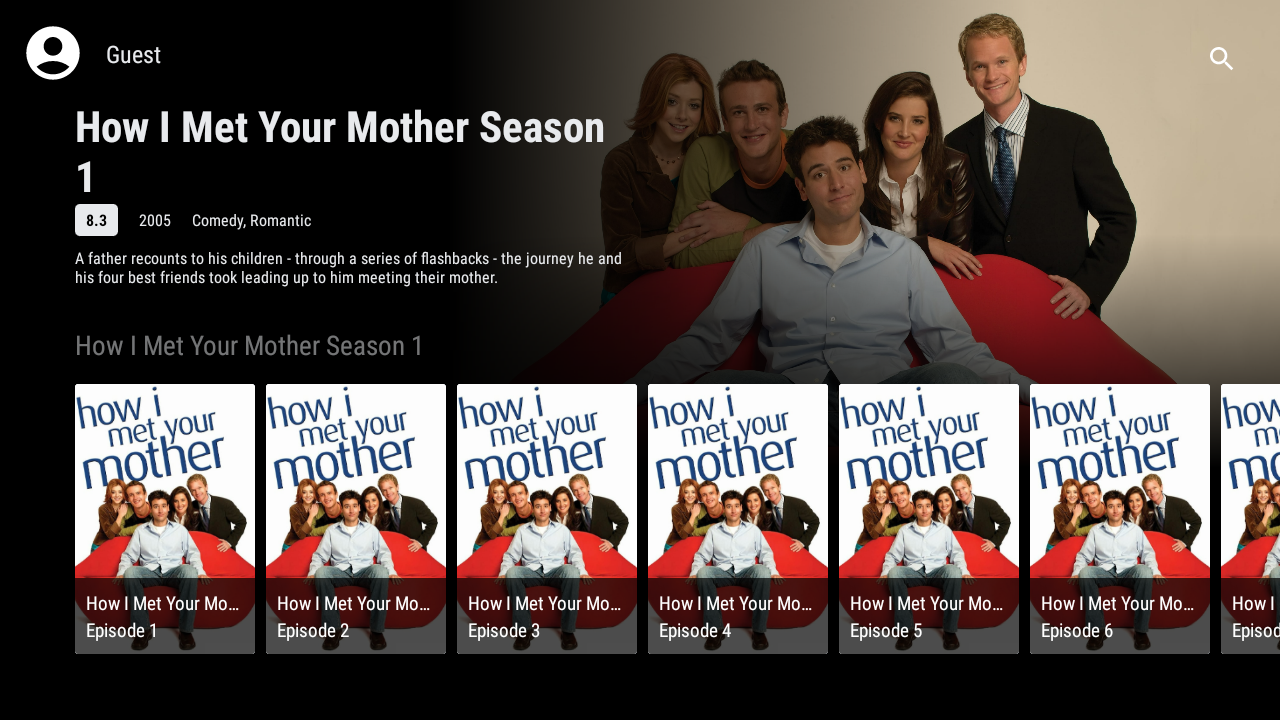 Guest
How I Met Your Mother Season
1
8.3 2005 Comedy, Romantic
A father recounts to his children - through a series of flashbacks - the journey he and
his four best friends took leading up to him meeting their mother.
How I Met Your Mother Season 1
how i
met your
mother
How I Met Your Mo...
Episode 1
how i
met your
mother
How I Met Your Mo...
Episode 2
how i
met your
mother
How I Met Your Mo...
Episode 3
how i
met your
mother
How I Met Your Mo...
Episode 4
how i
met your
mother
How I Met Your Mo...
Episode 5
how i
met your
mother
How I Met Your Mo...
Episode 6
how
How I